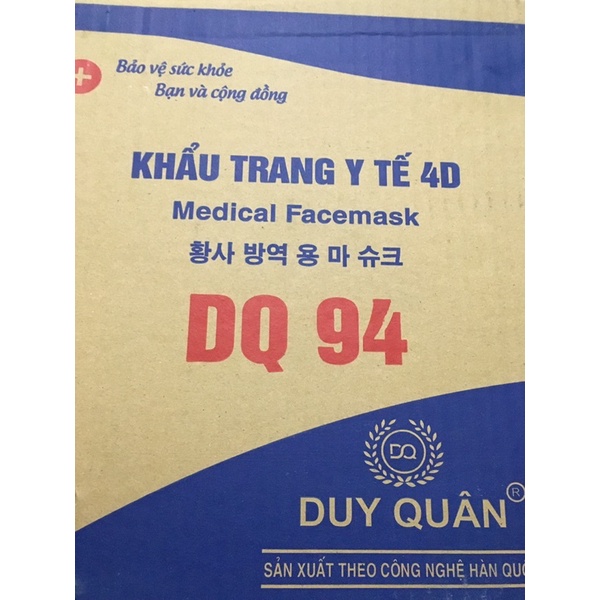 Bảo vệ sức khỏe
Bạn và cộng đồng
KHẨU TRANG Y TẾ 4D
Medical Facemask
황사 방역 용 마 슈크
DQ 94
DQ
DUY QUÂN ®
SẢN XUẤT THEO CÔNG NGHỆ HÀN QUỐ